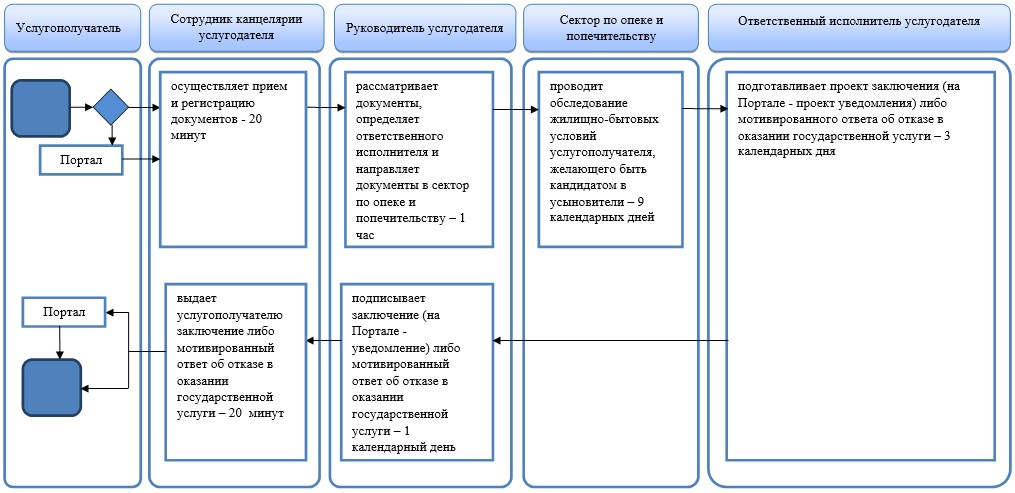 Услугополучатель
Сотрудник канцелярии
услугодателя
Руководитель услугодателя
Сектор по опеке и
попечительству
Ответственный исполнитель услугодателя
Портал
осуществляет прием
и регистрацию
документов - 20
минут
рассматривает
документы,
определяет
ответственного
исполнителя и
направляет
документы в сектор
по опеке и
попечительству – 1
час
проводит
обследование
жилищно-бытовых
условий
услугополучателя,
желающего быть
кандидатом в
усыновители – 9
календарных дней
подготавливает проект заключения (на
Портале - проект уведомления) либо
мотивированного ответа об отказе в
оказании государственной услуги – 3
календарных дня
Портал
выдает
услугополучателю
заключение либо
мотивированный
ответ об отказе в
оказании
государственной
услуги – 20 минут
подписывает
заключение (на
Портале -
уведомление) либо
мотивированный
ответ об отказе в
оказании
государственной
услуги – 1
календарный день